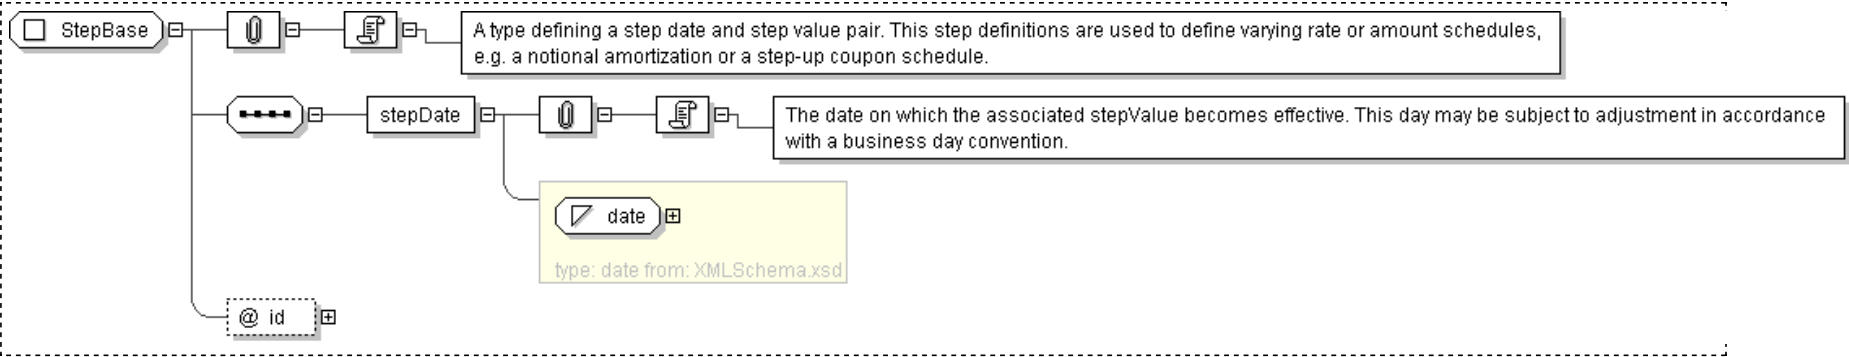 StepBase
A type defining a step date and step value pair. This step definitions are used to define varying rate or amount schedules,
e.g. a notional amortization or a step-up coupon schedule.
stepDate
The date on which the associated stepValue becomes effective. This day may be subject to adjustment in accordance
with a business day convention.
date
type: date from: XMLSchema.xsd
@ id